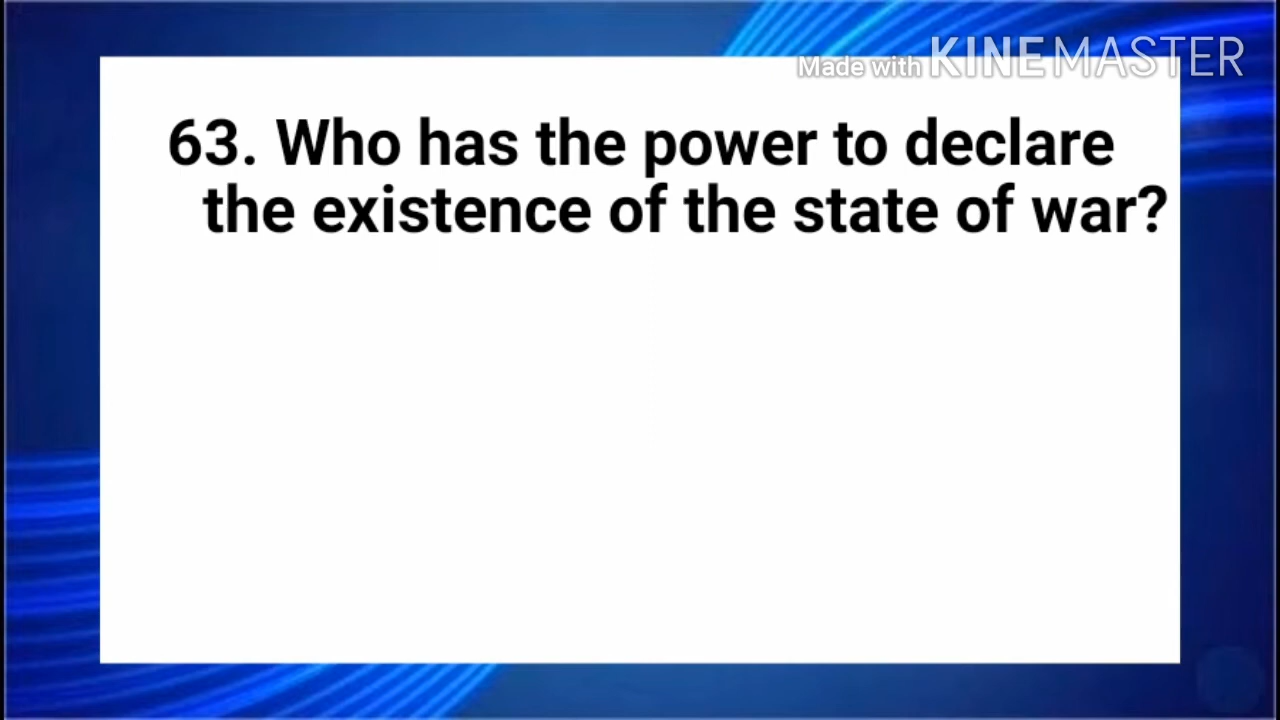 Made with KINEMASTER
63. Who has the power to declare
the existence of the state of war?